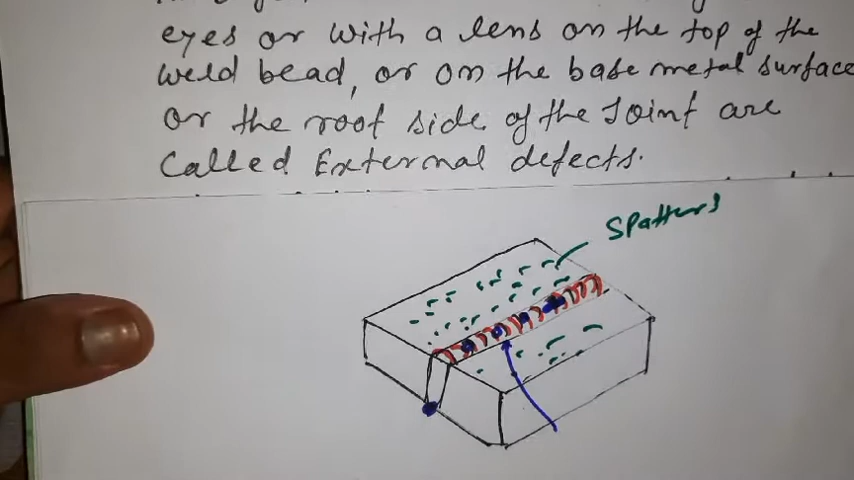 eyes or with a lens on the top of the
weld bead, or on the base metal surface
or the root side of the Joint are
Called External defects.
Spatters